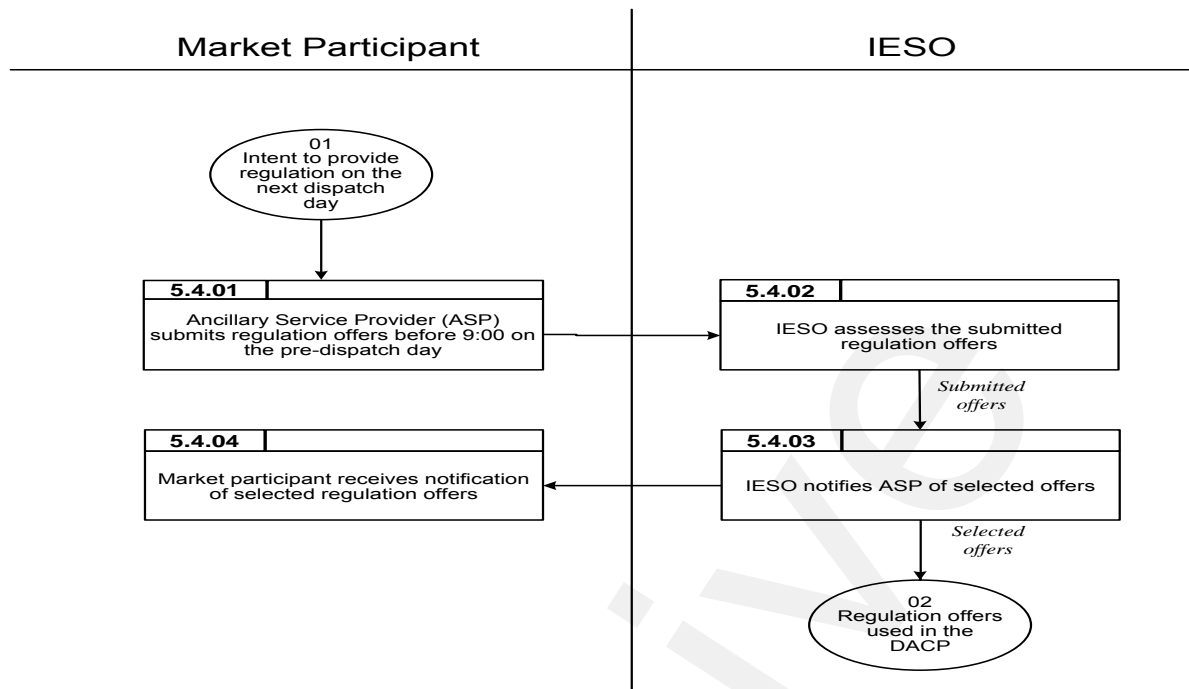 Market Participant
IESO
01
Intent to provide
regulation on the
next dispatch
day
5.4.01
Ancillary Service Provider (ASP)
submits regulation offers before 9:00 on
the pre-dispatch day
5.4.02
IESO assesses the submitted
regulation offers
Submitted
offers
5.4.04
Market participant receives notification
of selected regulation offers
5.4.03
IESO notifies ASP of selected offers
Selected
offers
02
Regulation offers
used in the
DACP
ive